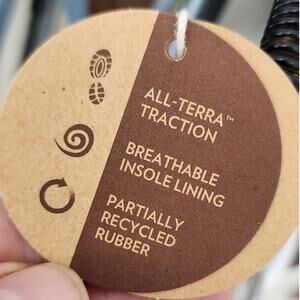 ALL-TERRA™
TRACTION
BREATHABLE
INSOLE LINING
PARTIALLY
RECYCLED
RUBBER